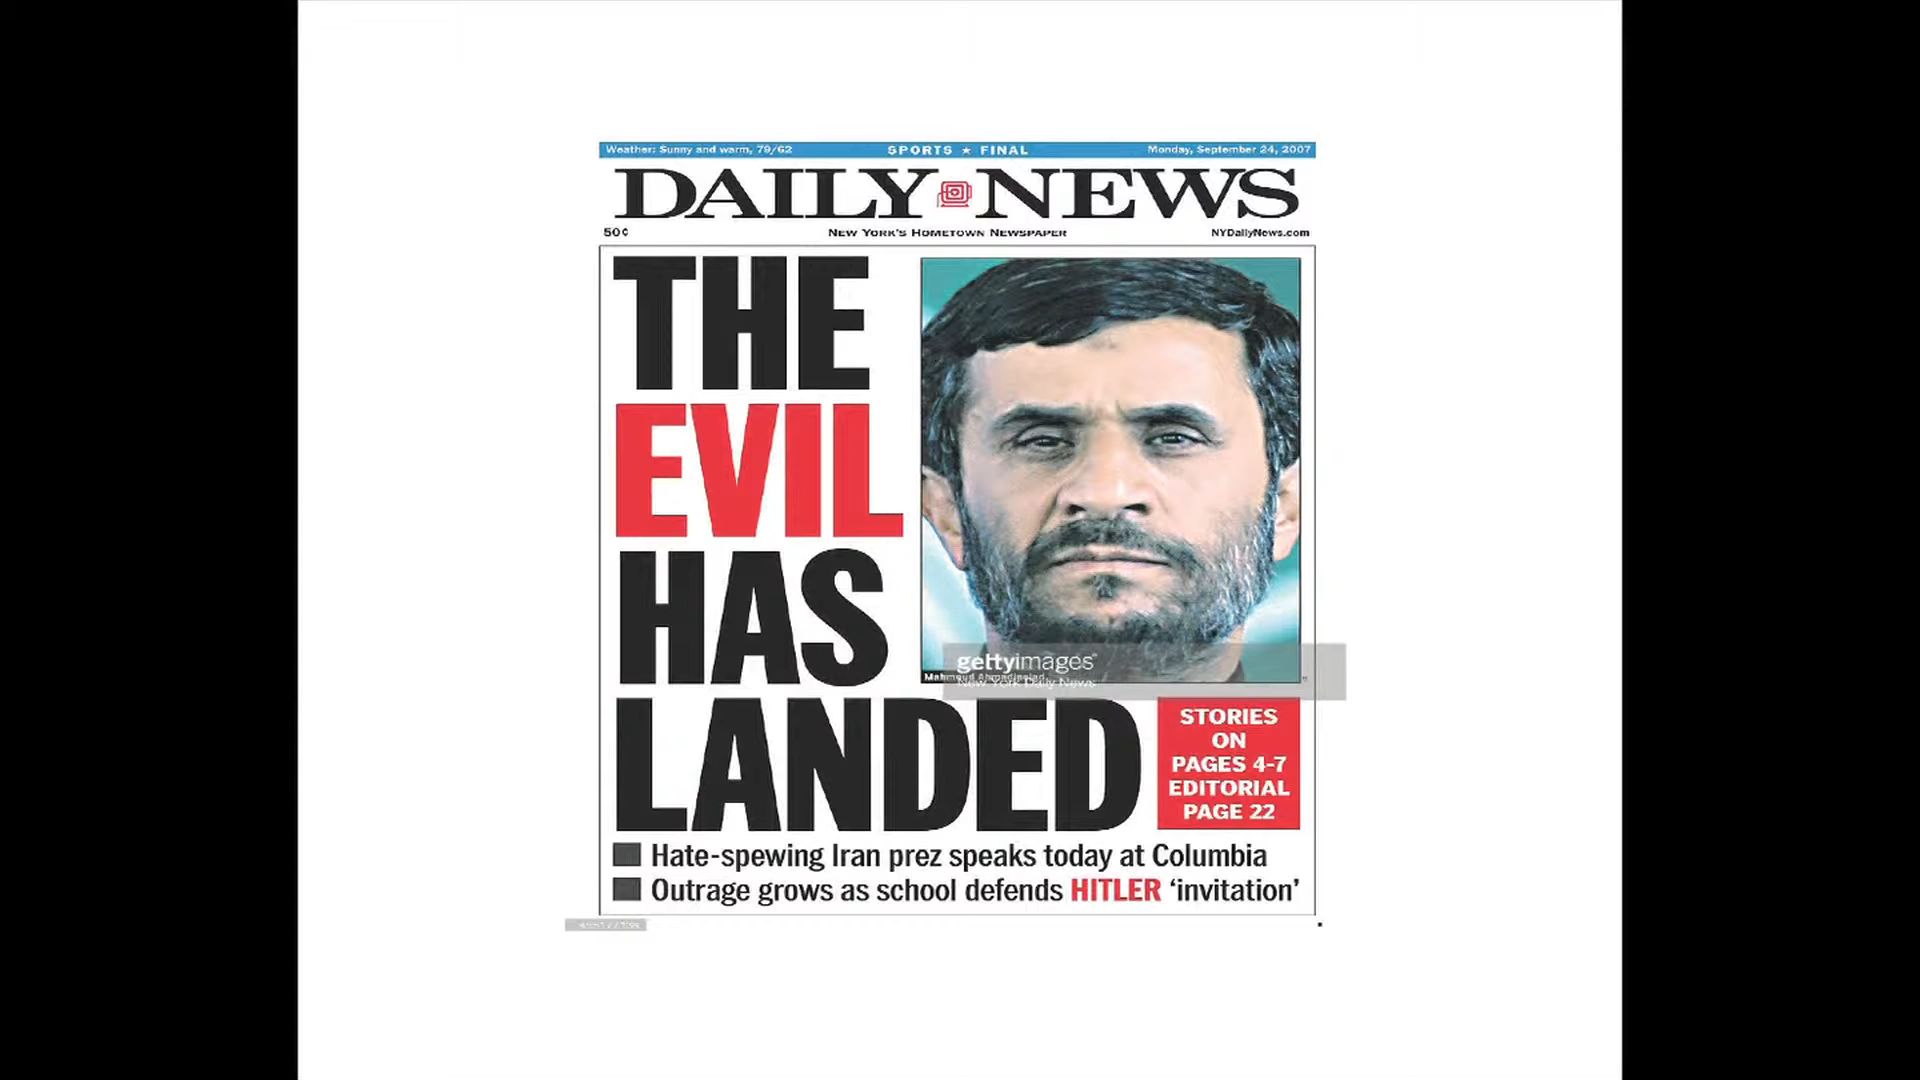 Weather: Sunny and warm, 79/62 SPORTS ★ FINAL Monday, September 24, 2007
DAILY NEWS
50¢ NEW YORK'S HOMETOWN NEWSPAPER NYDailyNews.com
THE
EVIL
HAS
LANDED
gettyimages®
Mahmoud Ahmadinejad
New York Daily News
STORIES
ON
PAGES 4-7
EDITORIAL
PAGE 22
Hate-spewing Iran prez speaks today at Columbia
Outrage grows as school defends HITLER ‘invitation’